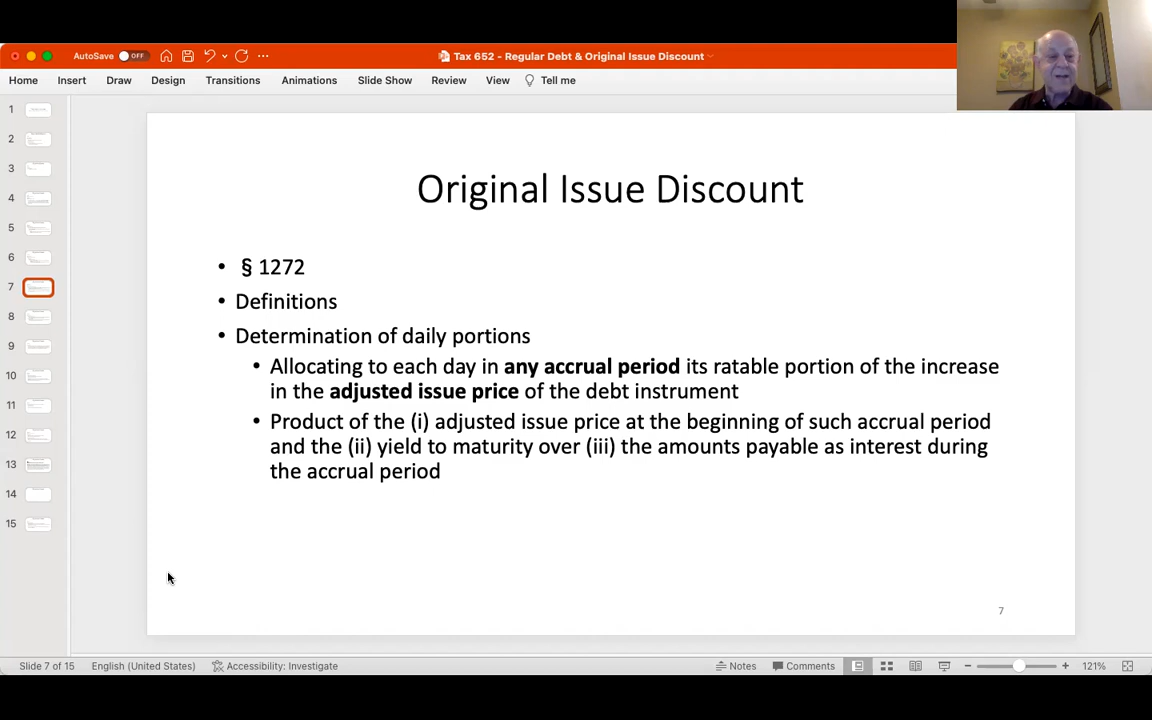 AutoSave OFF
Tax 652 - Regular Debt & Original Issue Discount
Home Insert Draw Design Transitions Animations Slide Show Review View Tell me
1
2
3
4
5
6
7
8
9
10
11
12
13
14
15
Original Issue Discount
• § 1272
• Definitions
• Determination of daily portions
• Allocating to each day in any accrual period its ratable portion of the increase
in the adjusted issue price of the debt instrument
• Product of the (i) adjusted issue price at the beginning of such accrual period
and the (ii) yield to maturity over (iii) the amounts payable as interest during
the accrual period
7
Slide 7 of 15 English (United States) Accessibility: Investigate Notes Comments 121%